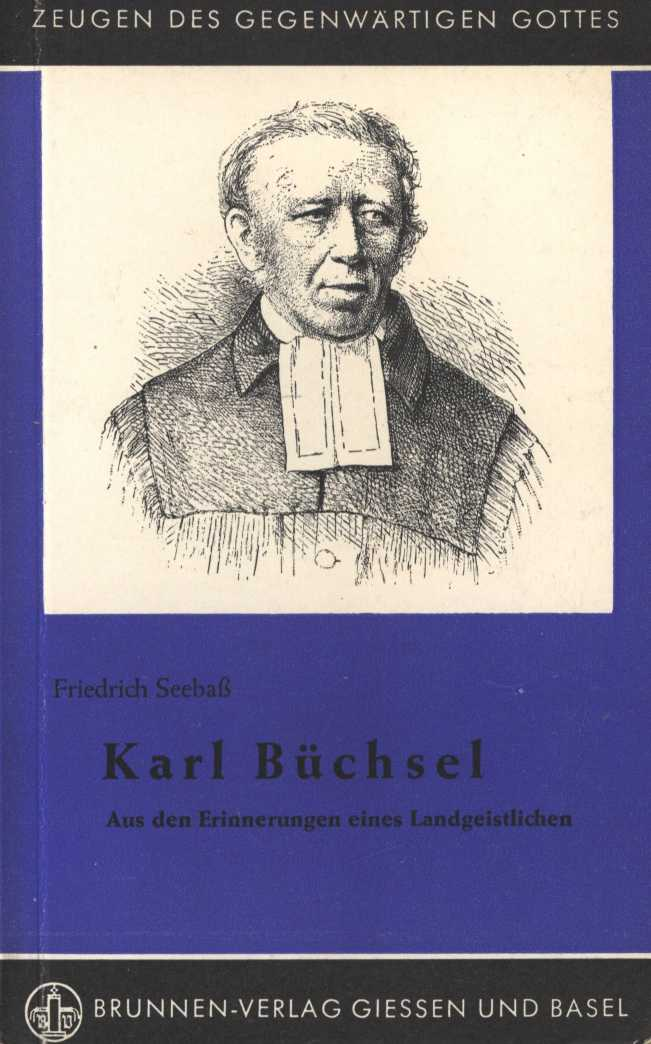 ZEUGEN DES GEGENWÄRTIGEN GOTTES
Friedrich Seebaß
Karl Büchsel
Aus den Erinnerungen eines Landgeistlichen
B V
BRUNNEN-VERLAG GIESSEN UND BASEL